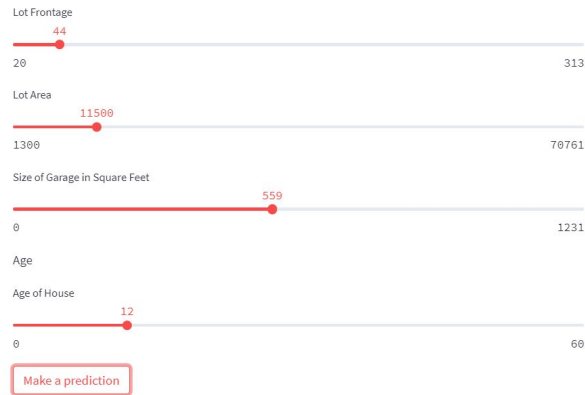 Lot Frontage
44
20 313
Lot Area
11500
1300 70761
Size of Garage in Square Feet
559
0 1231
Age
Age of House
12
0 60
Make a prediction